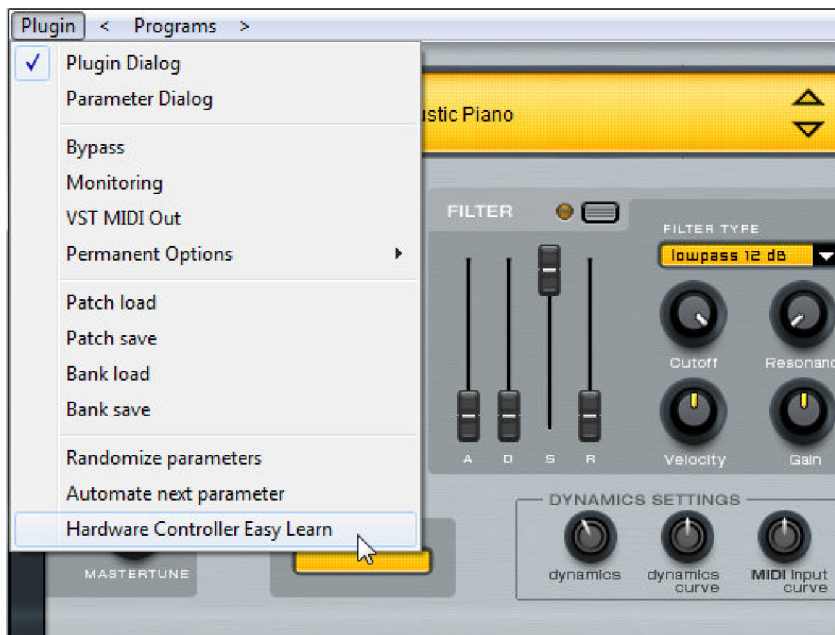 Plugin < Programs >
Plugin Dialog
Parameter Dialog
Bypass
Monitoring
VST MIDI Out
Permanent Options
Patch load
Patch save
Bank load
Bank save
Randomize parameters
Automate next parameter
Hardware Controller Easy Learn
Piano
FILTER
FILTER TYPE
lowpass 12 dB
Cutoff
Velocity Gain
A D S R
DYNAMICS SETTINGS
dynamics dynamics curve MIDI input curve
MASTERTUNE